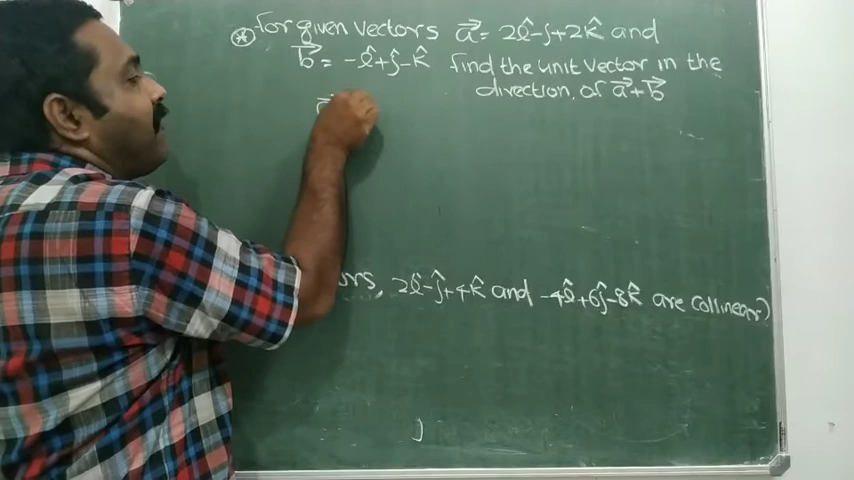 ⊛ For given vectors a⃗ = 2î-ĵ+2k̂ and
b⃗ = -î+ĵ-k̂ find the unit vector in the
direction of a⃗+b⃗
a⃗
ors, 2î-ĵ+4k̂ and -4î+6ĵ-8k̂ are collinear)